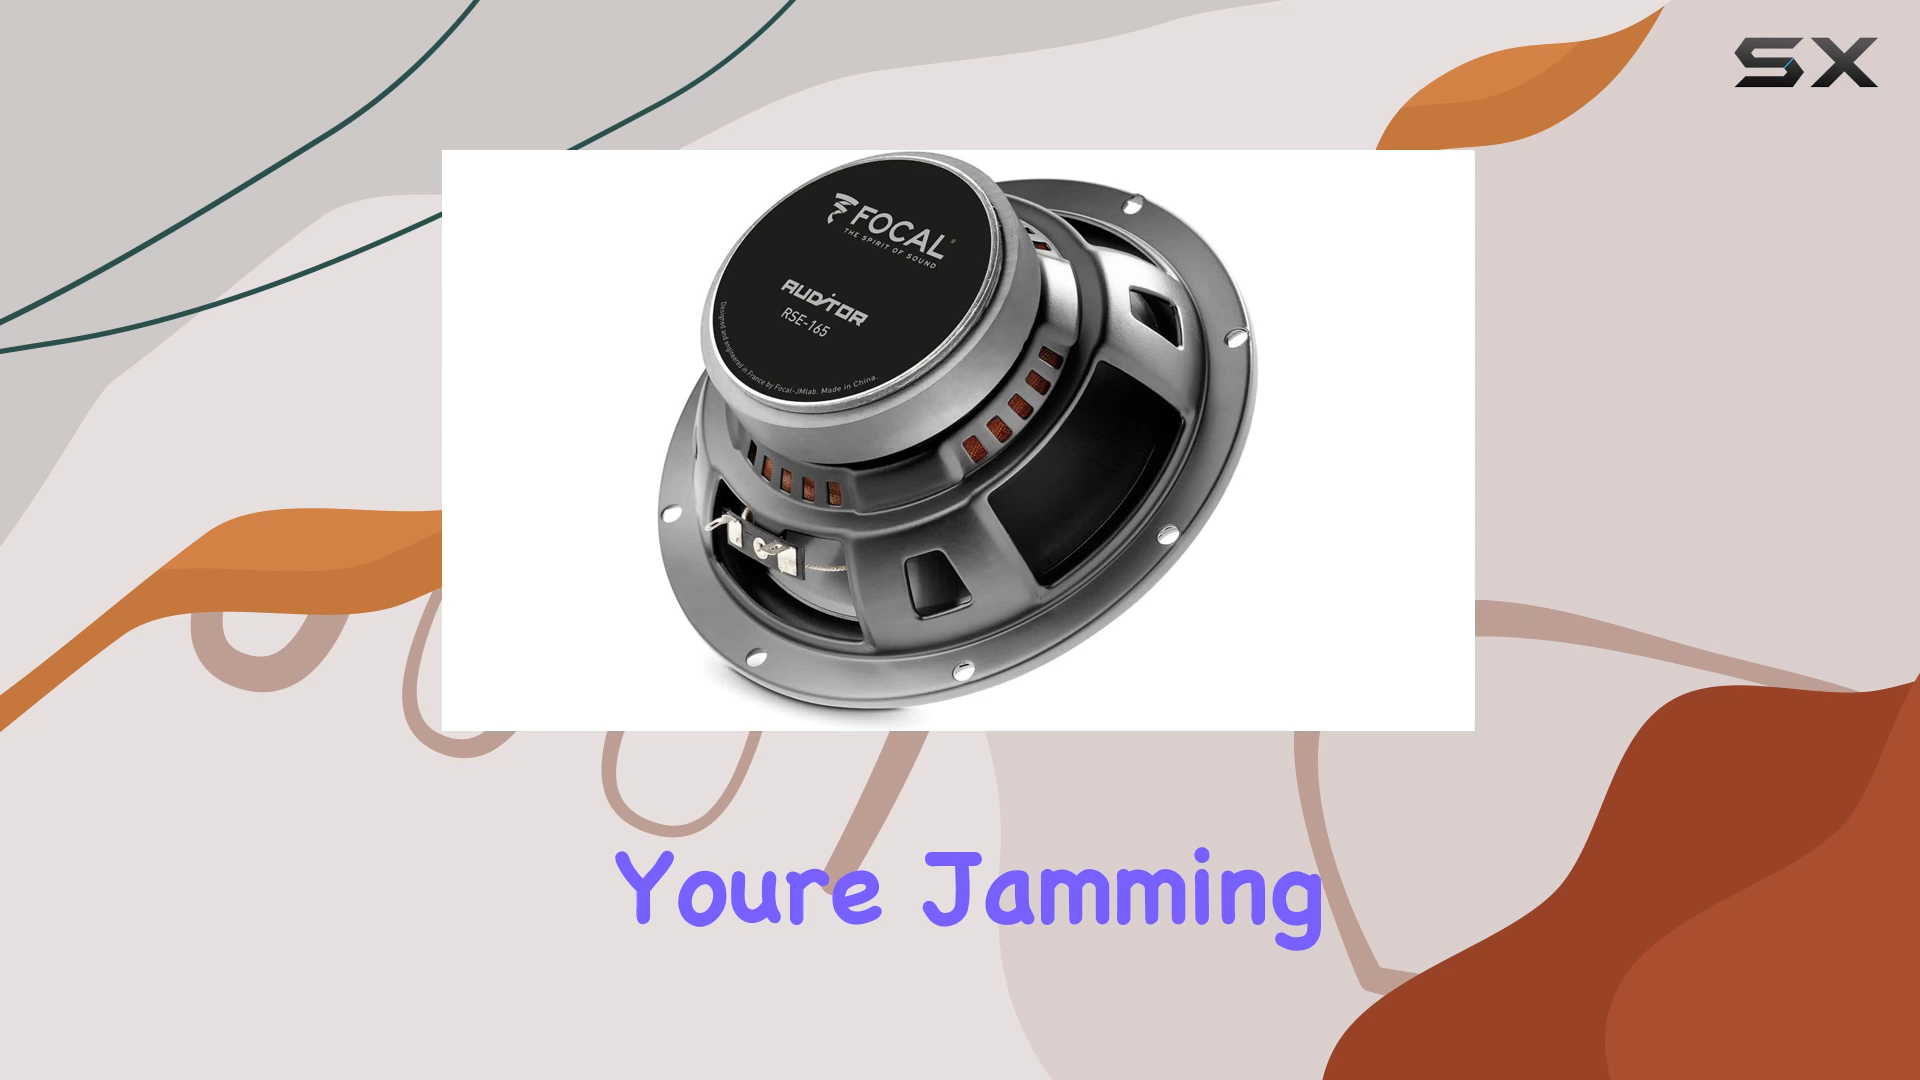 SX
FOCAL®
THE SPIRIT OF SOUND
AUDITOR
RSE-165
Designed and engineered in France by Focal-JMlab. Made in China.
Youre Jamming